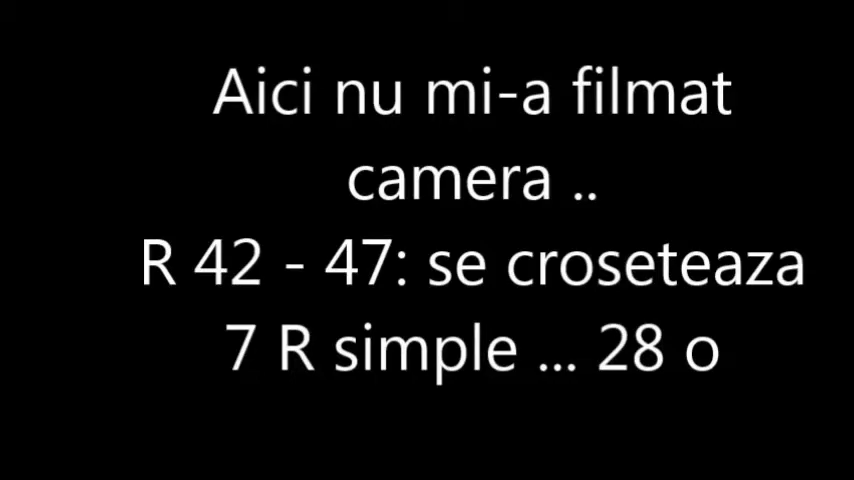 Aici nu mi-a filmat
camera ..
R 42 - 47: se croseteaza
7 R simple ... 28 o